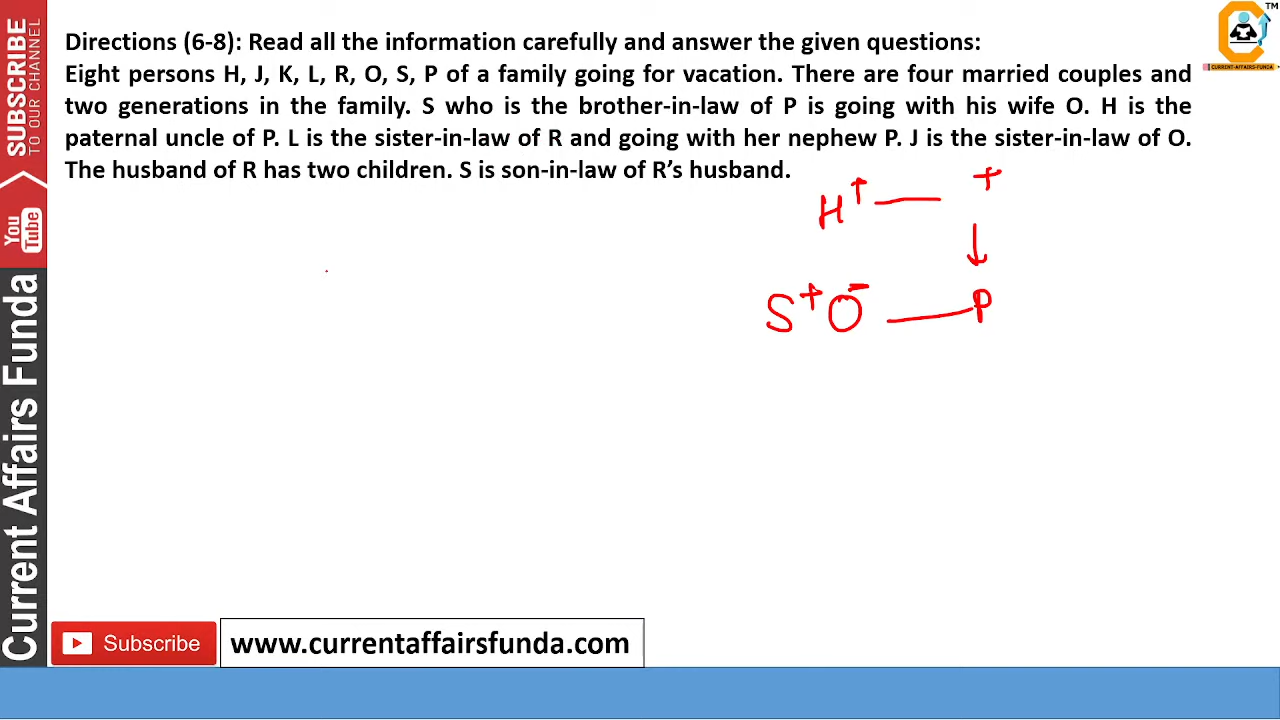 SUBSCRIBE
TO OUR CHANNEL
You
Tube
Current Affairs Funda
TM
CURRENT-AFFAIRS-FUNDA
Directions (6-8): Read all the information carefully and answer the given questions:
Eight persons H, J, K, L, R, O, S, P of a family going for vacation. There are four married couples and
two generations in the family. S who is the brother-in-law of P is going with his wife O. H is the
paternal uncle of P. L is the sister-in-law of R and going with her nephew P. J is the sister-in-law of O.
The husband of R has two children. S is son-in-law of R’s husband.
H+ — +
S+ O- — P
Subscribe
www.currentaffairsfunda.com